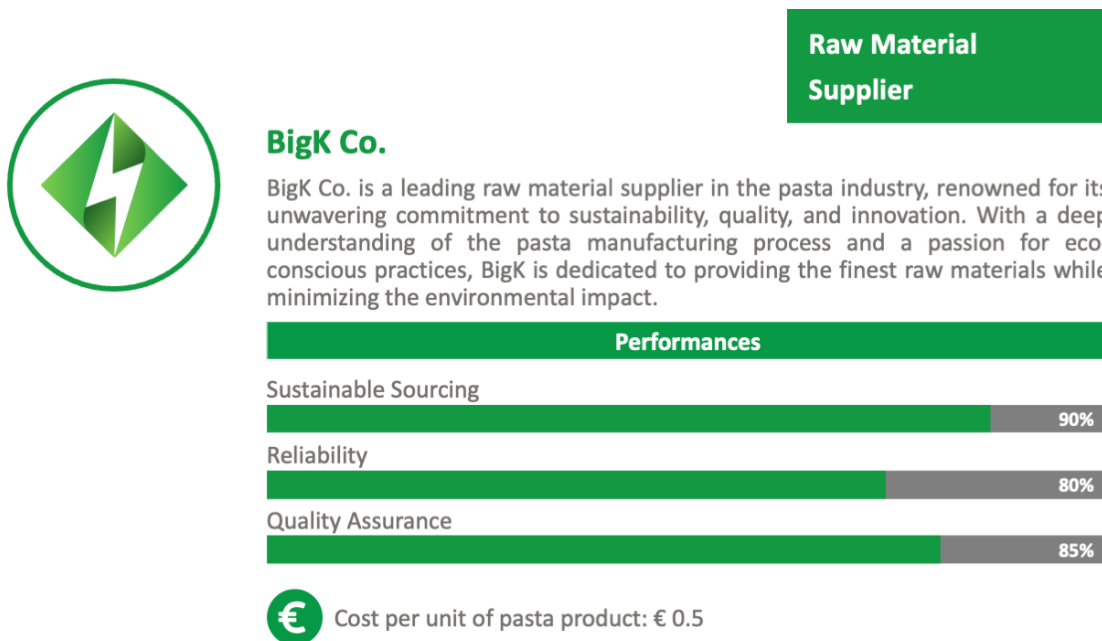 Raw Material
Supplier
BigK Co.
BigK Co. is a leading raw material supplier in the pasta industry, renowned for its
unwavering commitment to sustainability, quality, and innovation. With a deep
understanding of the pasta manufacturing process and a passion for eco-
conscious practices, BigK is dedicated to providing the finest raw materials while
minimizing the environmental impact.
Performances
Sustainable Sourcing
90%
Reliability
80%
Quality Assurance
85%
€ Cost per unit of pasta product: € 0.5